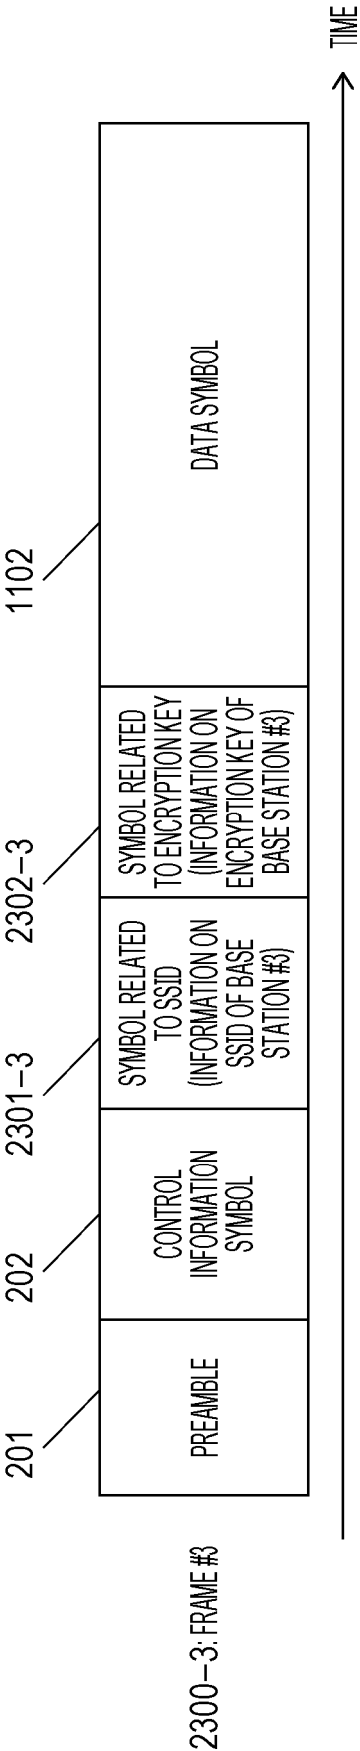 201
202
2301-3
2302-3
1102
2300-3: FRAME #3
PREAMBLE
CONTROL
INFORMATION
SYMBOL
SYMBOL RELATED
TO SSID
(INFORMATION ON
SSID OF BASE
STATION #3)
SYMBOL RELATED
TO ENCRYPTION KEY
(INFORMATION ON
ENCRYPTION KEY OF
BASE STATION #3)
DATA SYMBOL
TIME